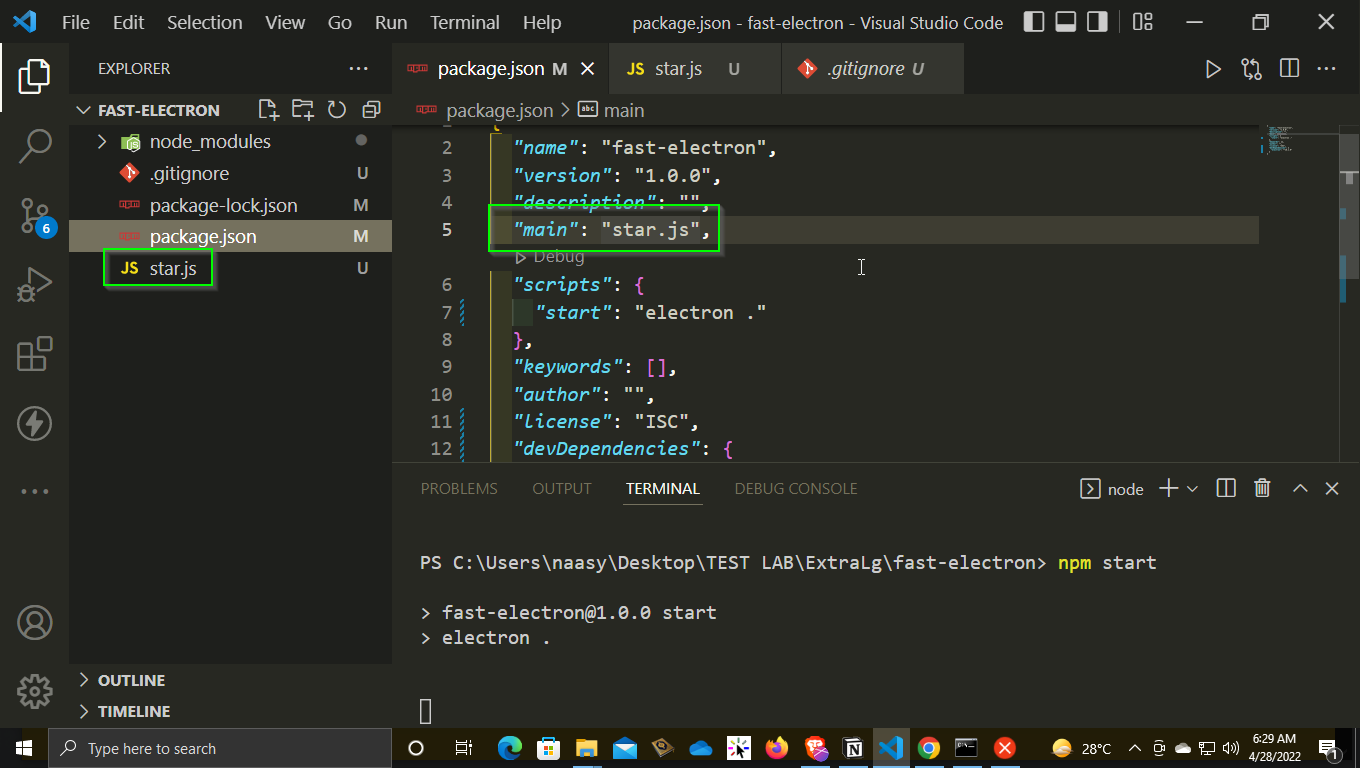 File Edit Selection View Go Run Terminal Help package.json - fast-electron - Visual Studio Code
EXPLORER
package.json M
JS star.js U
.gitignore U
FAST-ELECTRON
package.json > abc main
node_modules
.gitignore U
package-lock.json M
package.json M
JS star.js U
6
2 "name": "fast-electron",
3 "version": "1.0.0",
4 "description": "",
5 "main": "star.js",
Debug
6 "scripts": {
7 "start": "electron ."
8 },
9 "keywords": [],
10 "author": "",
11 "license": "ISC",
12 "devDependencies": {
PROBLEMS OUTPUT TERMINAL DEBUG CONSOLE
node
PS C:\Users\naasy\Desktop\TEST LAB\ExtraLg\fast-electron> npm start
> fast-electron@1.0.0 start
> electron .
OUTLINE
TIMELINE
Type here to search
28°C
6:29 AM
4/28/2022
1